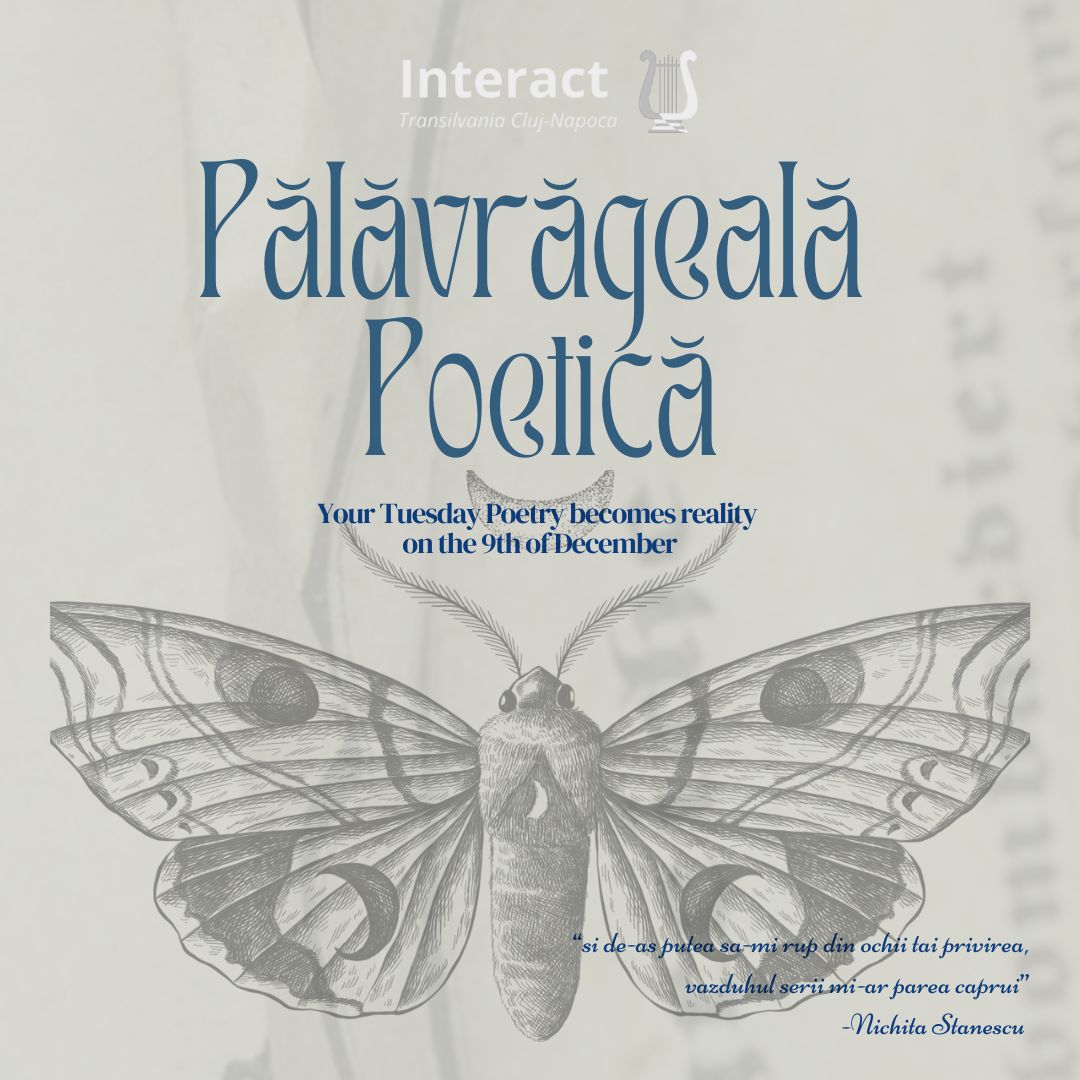 Interact
Transilvania Cluj-Napoca
Pălăvrăgeală
Poetică
Your Tuesday Poetry becomes reality
on the 9th of December
“si de-as putea sa-mi rup din ochii tai privirea,
vazduhul serii mi-ar parea caprui”
-Nichita Stanescu